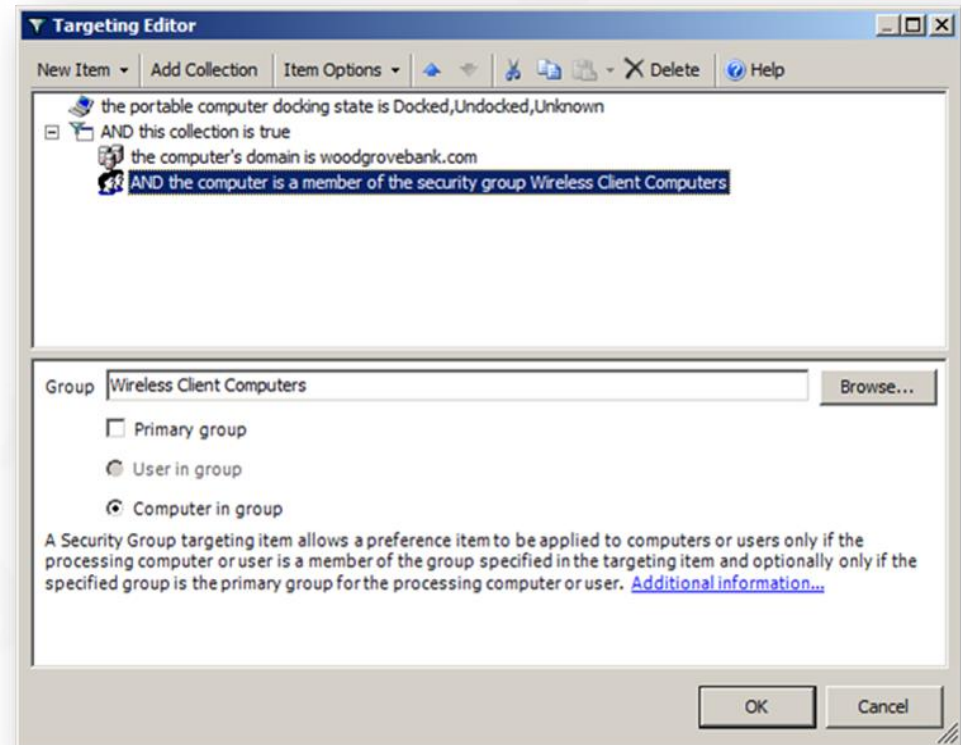 Targeting Editor
New Item Add Collection Item Options Delete Help
the portable computer docking state is Docked,Undocked,Unknown
AND this collection is true
the computer's domain is woodgrovebank.com
AND the computer is a member of the security group Wireless Client Computers
Group Wireless Client Computers Browse...
Primary group
User in group
Computer in group
A Security Group targeting item allows a preference item to be applied to computers or users only if the
processing computer or user is a member of the group specified in the targeting item and optionally only if the
specified group is the primary group for the processing computer or user. Additional information...
OK Cancel